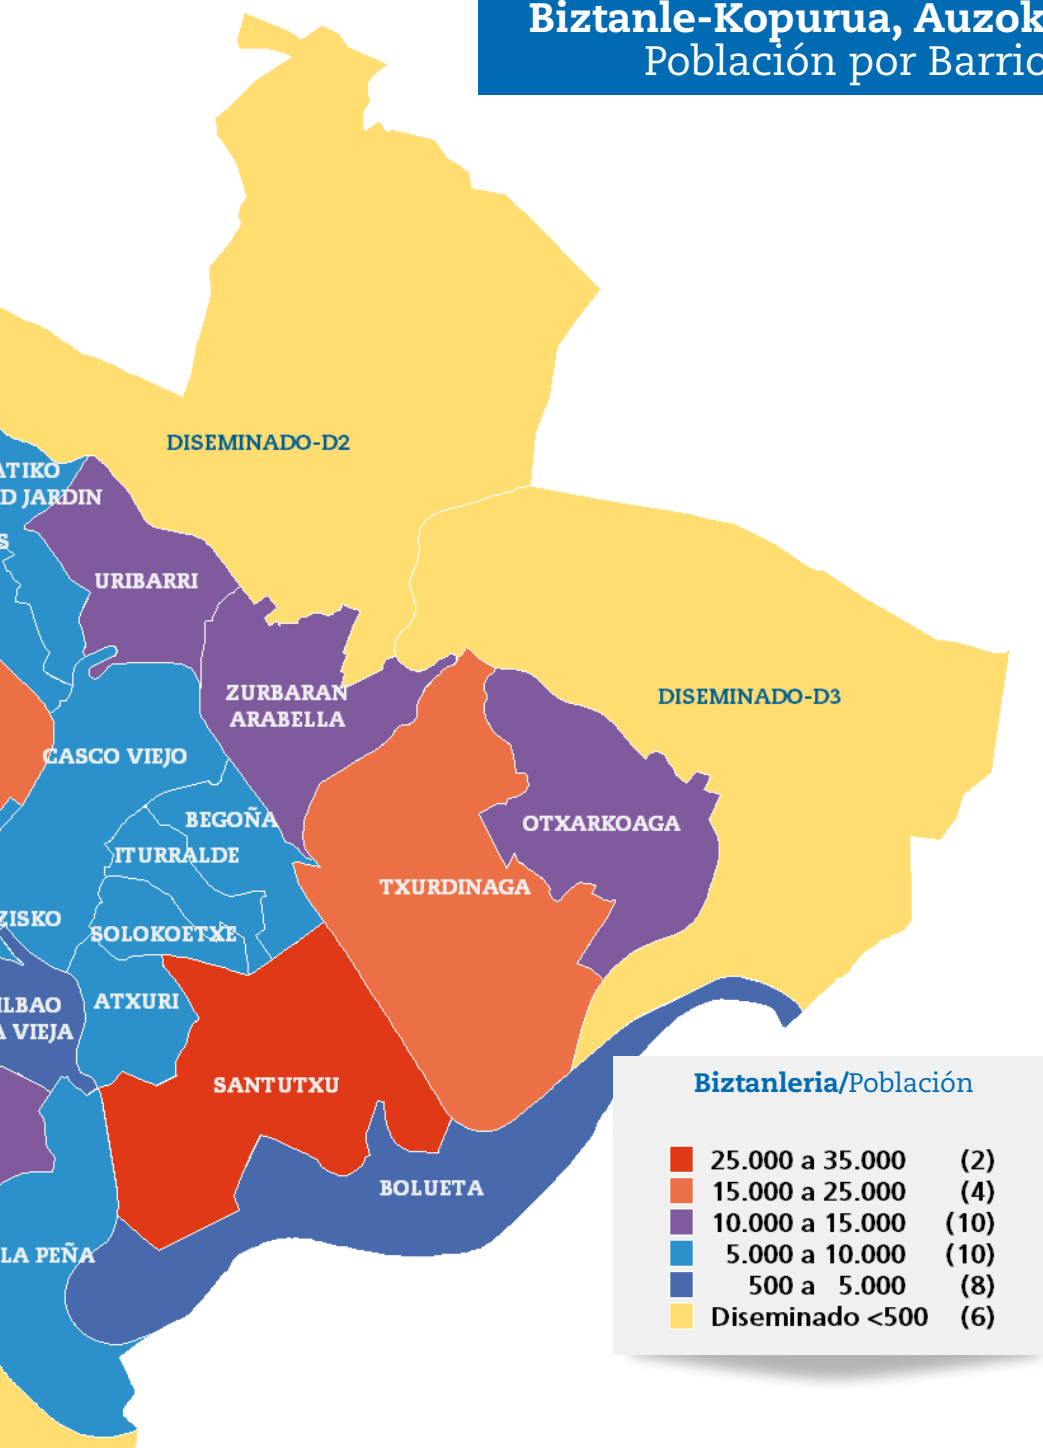 Biztanle-Kopurua, Auzok
Población por Barrio
DISEMINADO-D2
ATIKO
D JARDIN
S
URIBARRI
ZURBARAN
ARABELLA
DISEMINADO-D3
CASCO VIEJO
BEGOÑA
ITURRALDE
OTXARKOAGA
TXURDINAGA
ZISKO
SOLOKOETXE
ILBAO
A VIEJA
ATXURI
SANTUTXU
BOLUETA
LA PEÑA
Biztanleria/Población
25.000 a 35.000 (2)
15.000 a 25.000 (4)
10.000 a 15.000 (10)
5.000 a 10.000 (10)
500 a 5.000 (8)
Diseminado <500 (6)